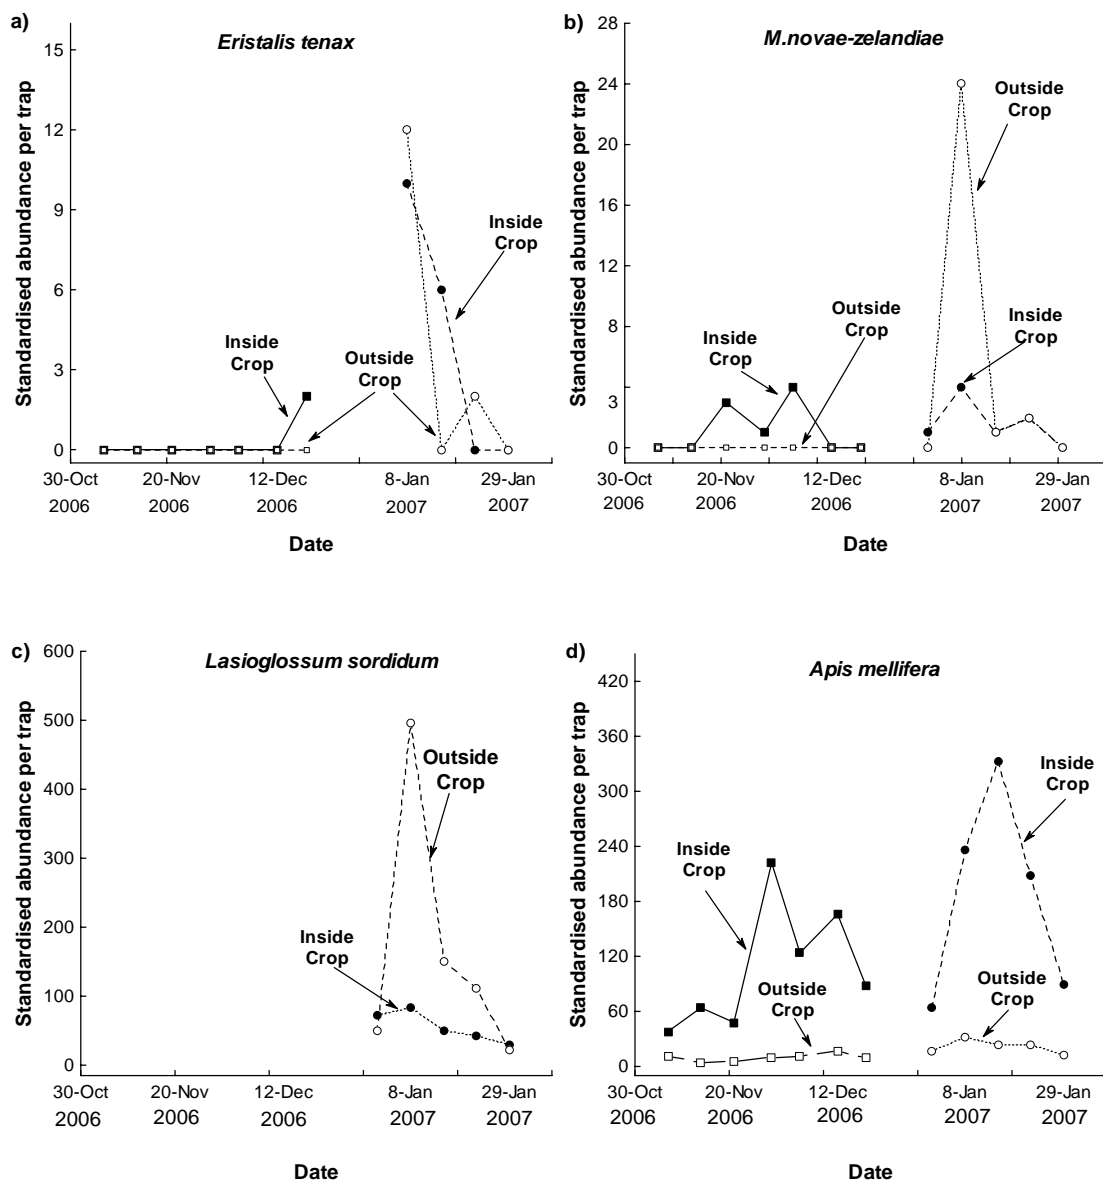 a)
Eristalis tenax
Standardised abundance per trap
15
12
9
6
3
0
Inside
Crop
Inside
Crop
Outside
Crop
30-Oct
2006
20-Nov
2006
12-Dec
2006
8-Jan
2007
29-Jan
2007
Date
b)
M.novae-zelandiae
Standardised abundance per trap
28
24
20
16
12
8
3
0
Outside
Crop
Outside
Crop
Inside
Crop
Inside
Crop
30-Oct
2006
20-Nov
2006
12-Dec
2006
8-Jan
2007
29-Jan
2007
Date
c)
Lasioglossum sordidum
Standardised abundance per trap
600
500
400
300
200
100
0
Outside
Crop
Inside
Crop
30-Oct
2006
20-Nov
2006
12-Dec
2006
8-Jan
2007
29-Jan
2007
Date
d)
Apis mellifera
Standardised abundance per trap
420
360
300
240
180
120
60
0
Inside
Crop
Inside
Crop
Outside
Crop
Outside
Crop
30-Oct
2006
20-Nov
2006
12-Dec
2006
8-Jan
2007
29-Jan
2007
Date